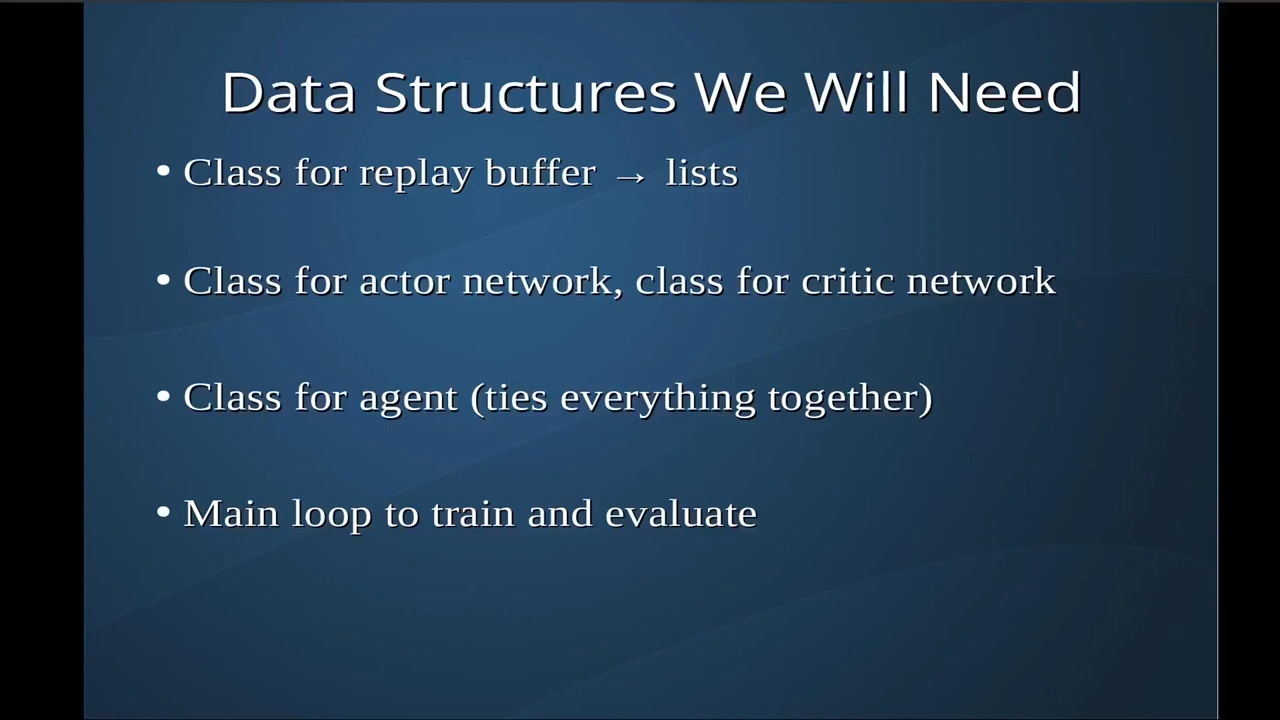 Data Structures We Will Need
• Class for replay buffer → lists
• Class for actor network, class for critic network
• Class for agent (ties everything together)
• Main loop to train and evaluate